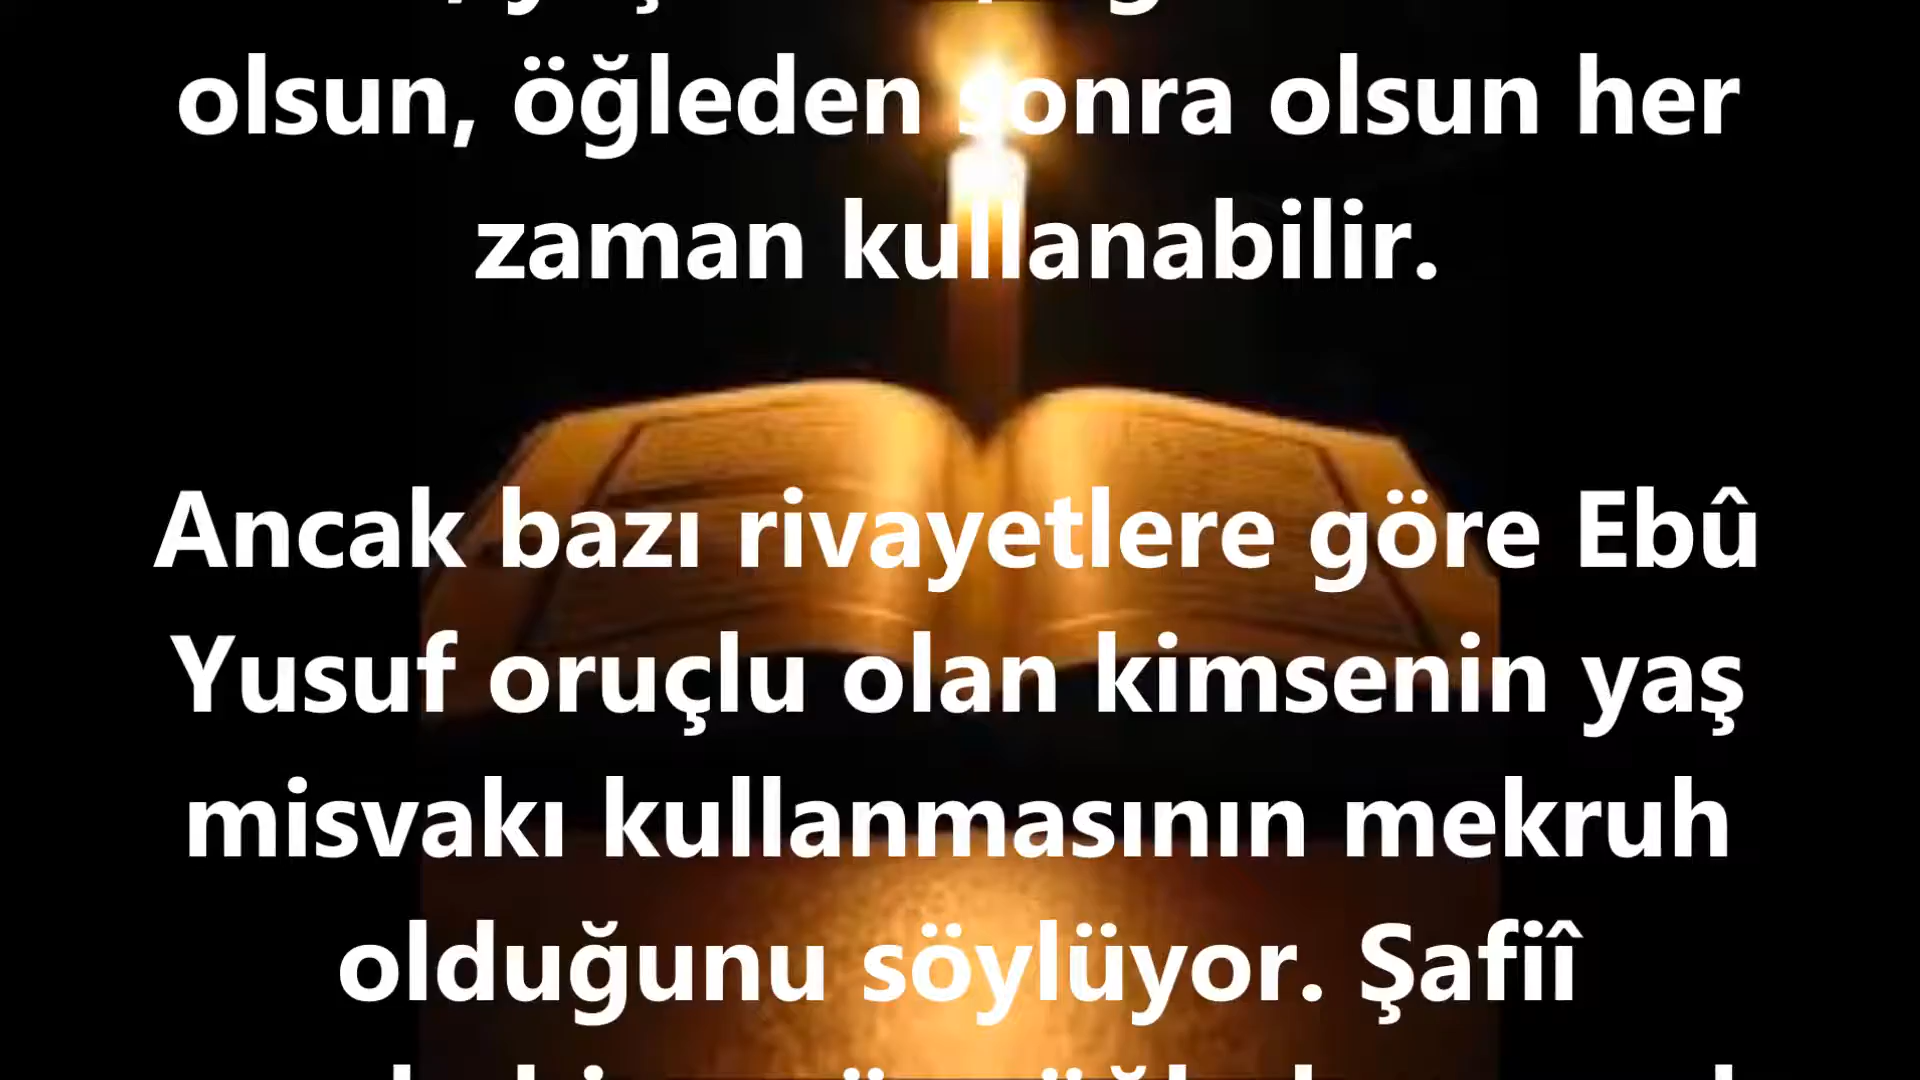 olsun, öğleden sonra olsun her
zaman kullanabilir.
Ancak bazı rivayetlere göre Ebû
Yusuf oruçlu olan kimsenin yaş
misvakı kullanmasının mekruh
olduğunu söylüyor. Şafiî